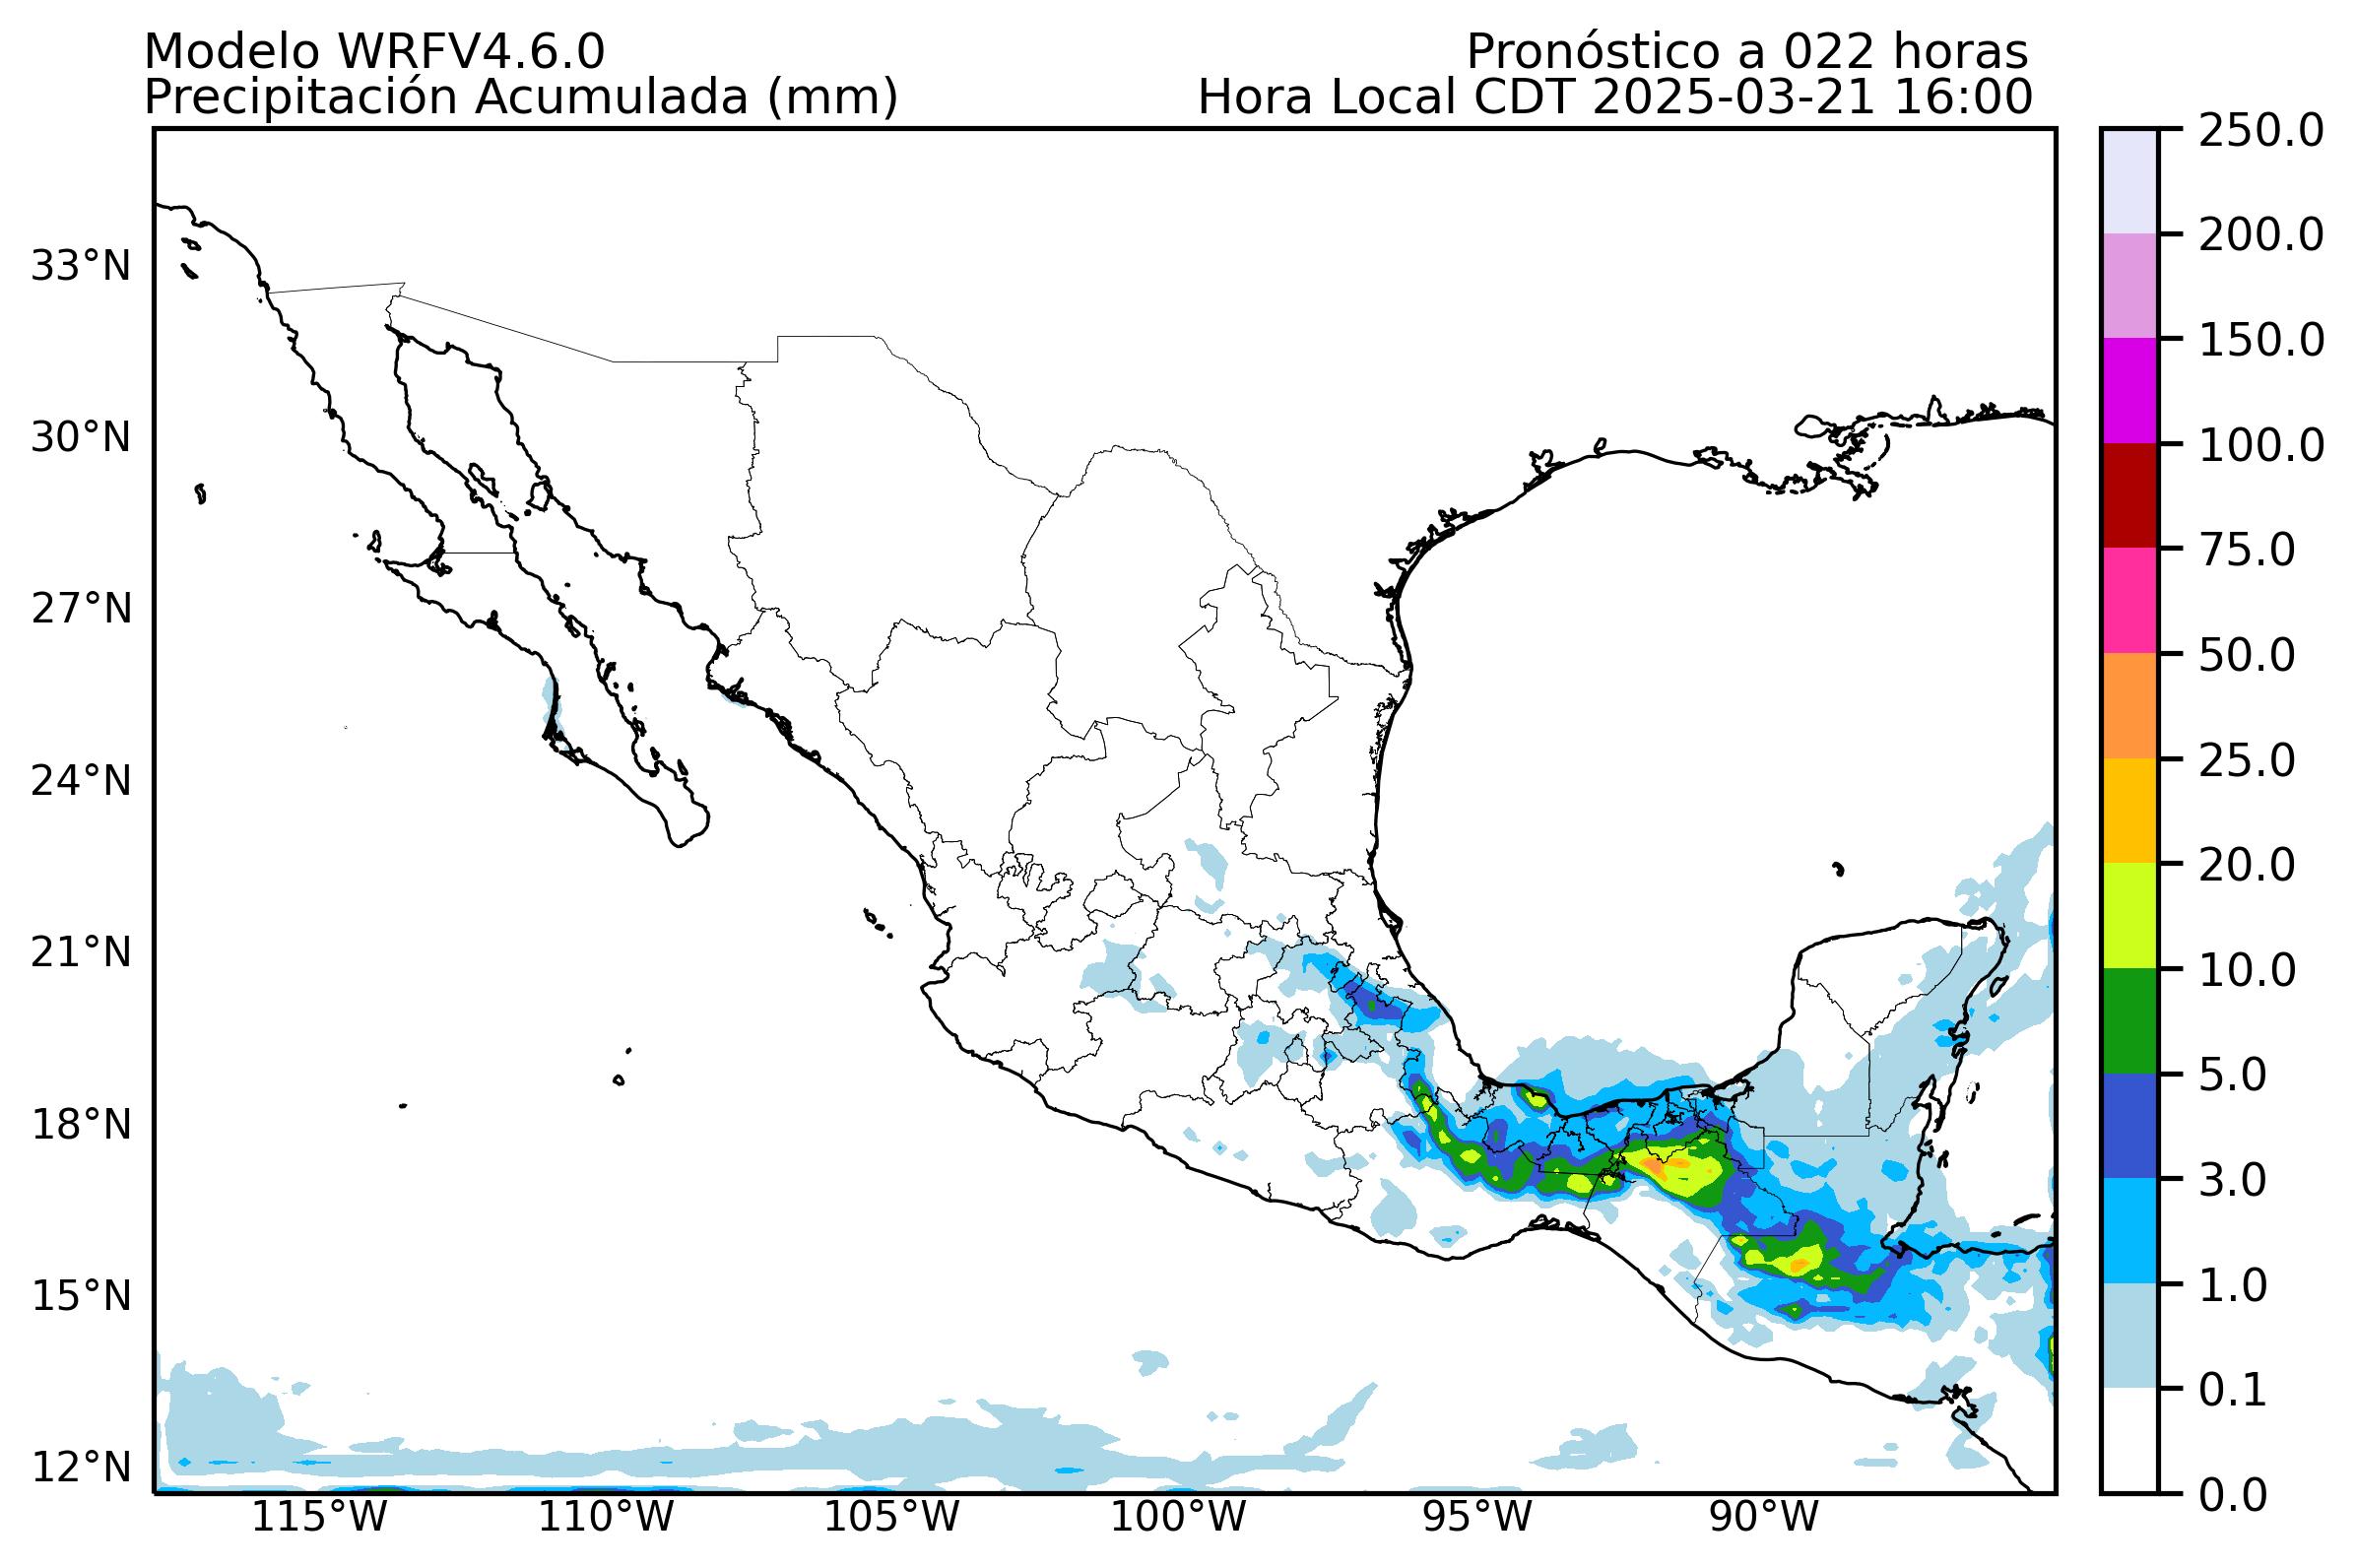 Modelo WRFV4.6.0
Pronóstico a 022 horas
Precipitación Acumulada (mm)
Hora Local CDT 2025-03-21 16:00
33°N
30°N
27°N
24°N
21°N
18°N
15°N
12°N
115°W
110°W
105°W
100°W
95°W
90°W
250.0
200.0
150.0
100.0
75.0
50.0
25.0
20.0
10.0
5.0
3.0
1.0
0.1
0.0